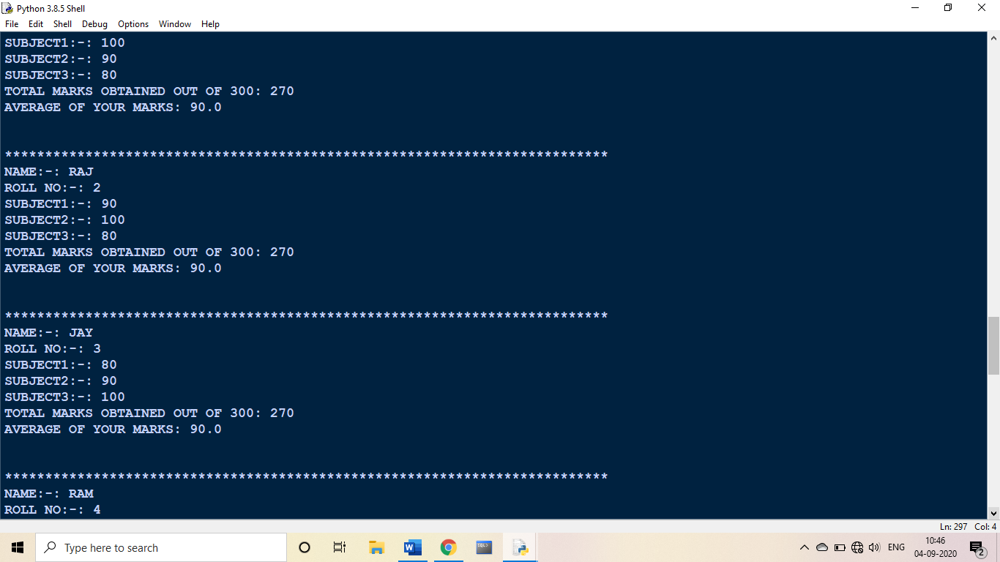 Python 3.8.5 Shell
File Edit Shell Debug Options Window Help
SUBJECT1:-: 100
SUBJECT2:-: 90
SUBJECT3:-: 80
TOTAL MARKS OBTAINED OUT OF 300: 270
AVERAGE OF YOUR MARKS: 90.0
***************************************************************************
NAME:-: RAJ
ROLL NO:-: 2
SUBJECT1:-: 90
SUBJECT2:-: 100
SUBJECT3:-: 80
TOTAL MARKS OBTAINED OUT OF 300: 270
AVERAGE OF YOUR MARKS: 90.0
***************************************************************************
NAME:-: JAY
ROLL NO:-: 3
SUBJECT1:-: 80
SUBJECT2:-: 90
SUBJECT3:-: 100
TOTAL MARKS OBTAINED OUT OF 300: 270
AVERAGE OF YOUR MARKS: 90.0
***************************************************************************
NAME:-: RAM
ROLL NO:-: 4
Ln: 297 Col: 4
Type here to search
W
SQL>
ENG
10:46
04-09-2020
2